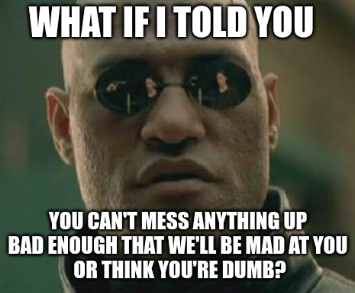 WHAT IF I TOLD YOU
YOU CAN'T MESS ANYTHING UP
BAD ENOUGH THAT WE'LL BE MAD AT YOU
OR THINK YOU'RE DUMB?